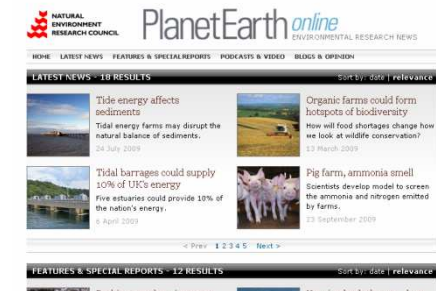 NATURAL
ENVIRONMENT
RESEARCH COUNCIL
PlanetEarth online
ENVIRONMENTAL RESEARCH NEWS
HOME LATEST NEWS FEATURES & SPECIAL REPORTS PODCASTS & VIDEO BLOGS & OPINION
LATEST NEWS - 18 RESULTS
Sort by: date | relevance
Tide energy affects
sediments
Tidal energy farms may disrupt the
natural balance of sediments.
24 July 2009
Organic farms could form
hotspots of biodiversity
How will food shortages change how
we look at wildlife conservation?
13 March 2009
Tidal barrages could supply
10% of UK's energy
Five estuaries could provide 10% of
the nation's energy.
6 April 2009
Pig farm, ammonia smell
Scientists develop model to screen
the ammonia and nitrogen emitted
by farms.
23 September 2009
< Prev 1 2 3 4 5 Next >
FEATURES & SPECIAL REPORTS - 12 RESULTS
Sort by: date | relevance